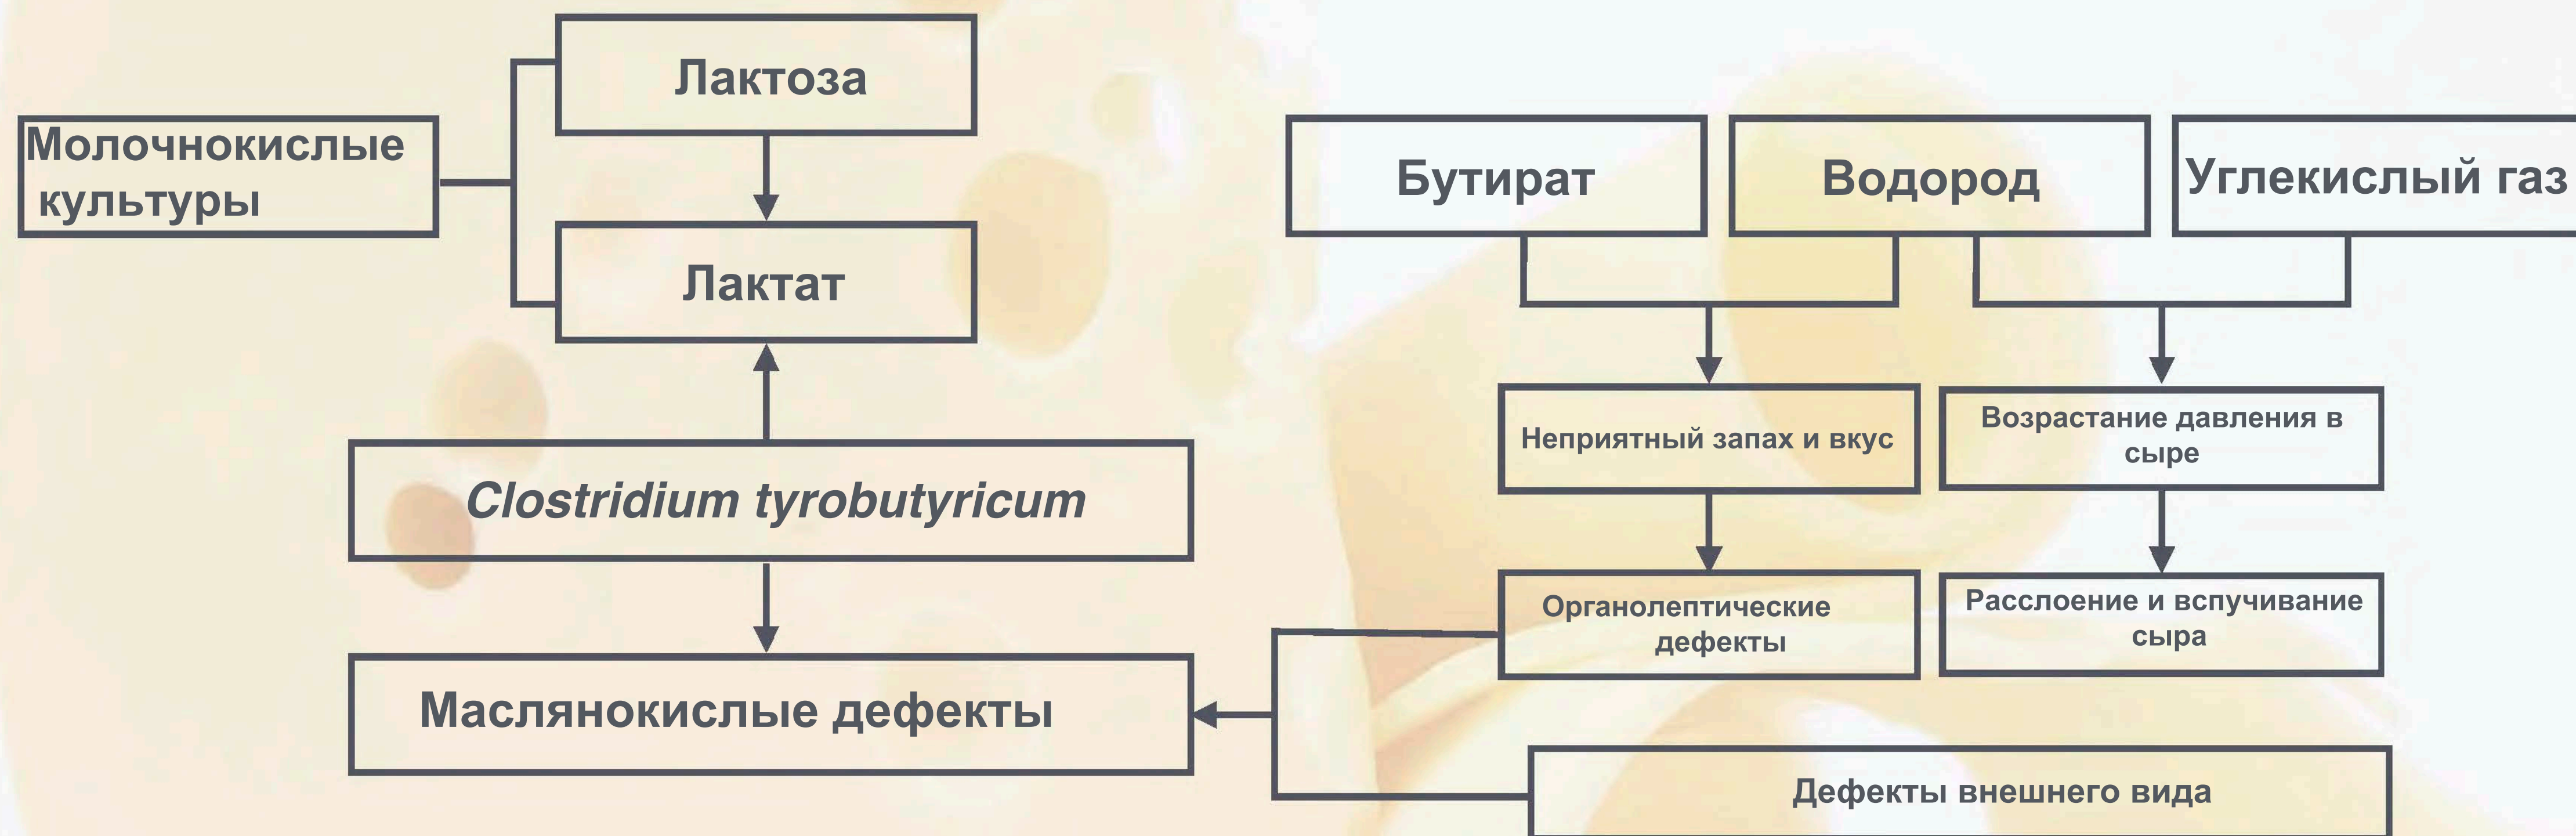 Лактоза
Молочнокислые
культуры
Лактат
Clostridium tyrobutyricum
Маслянокислые дефекты
Бутират
Водород
Углекислый газ
Неприятный запах и вкус
Возрастание давления в
сыре
Органолептические
дефекты
Расслоение и вспучивание
сыра
Дефекты внешнего вида